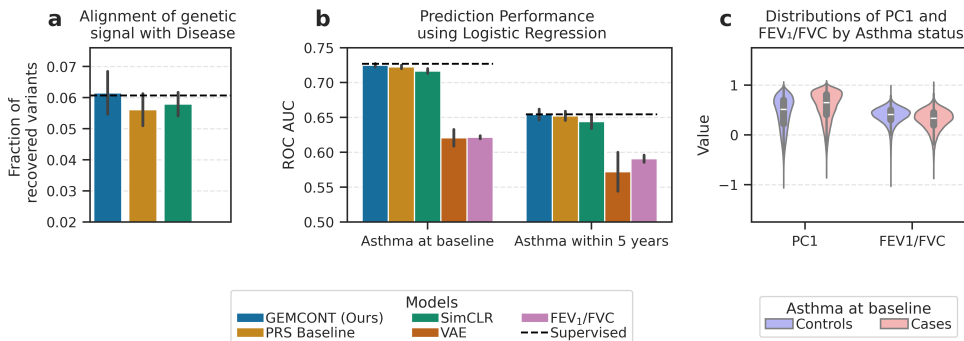 a Alignment of genetic
signal with Disease
Fraction of
recovered variants
0.07
0.06
0.05
0.04
0.03
0.02
b Prediction Performance
using Logistic Regression
ROC AUC
0.75
0.70
0.65
0.60
0.55
0.50
Asthma at baseline Asthma within 5 years
c Distributions of PC1 and
FEV₁/FVC by Asthma status
Value
1
0
−1
PC1 FEV1/FVC
Models
GEMCONT (Ours) SimCLR FEV₁/FVC
PRS Baseline VAE Supervised
Asthma at baseline
Controls Cases